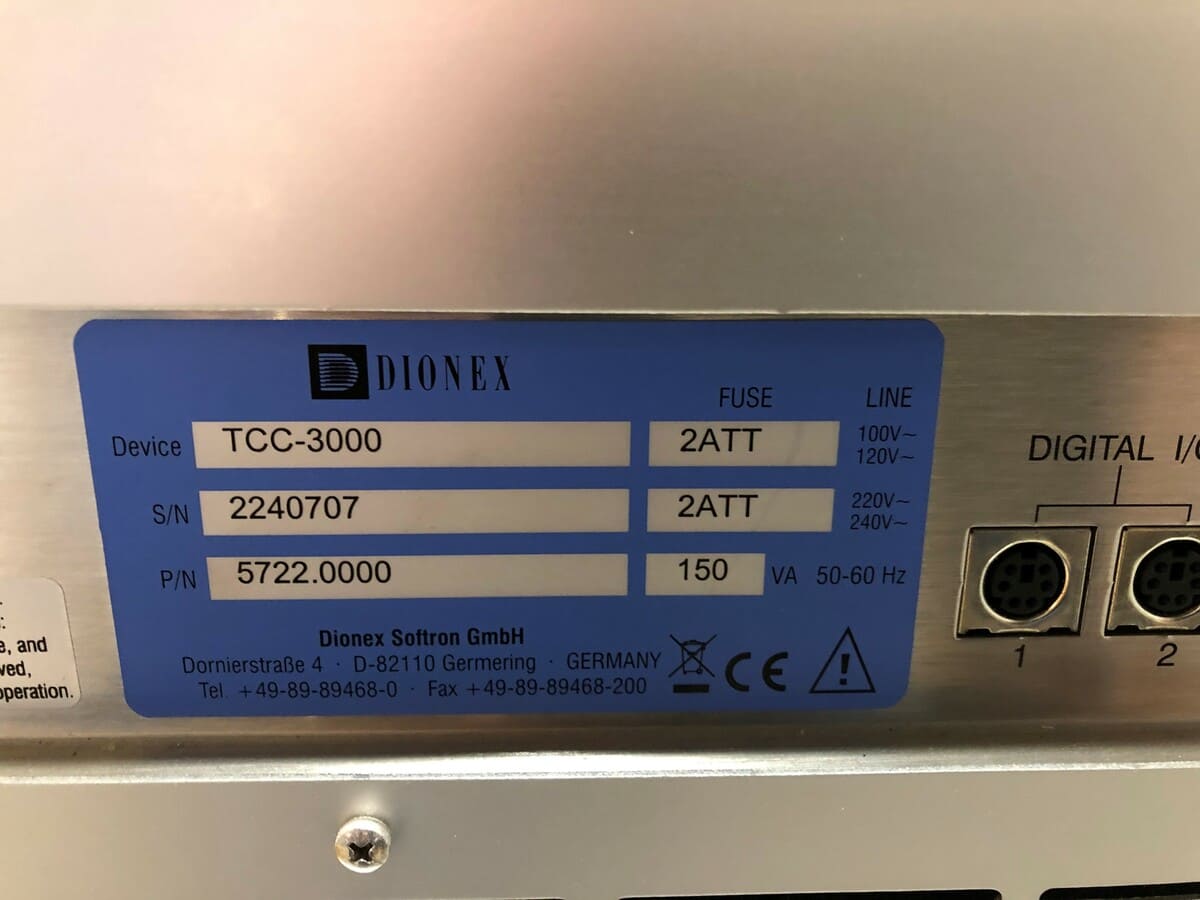 DIONEX
FUSE LINE
Device TCC-3000 2ATT 100V~
120V~
S/N 2240707 2ATT 220V~
240V~
P/N 5722.0000 150 VA 50-60 Hz
Dionex Softron GmbH
Dornierstraße 4 · D-82110 Germering · GERMANY
Tel. +49-89-89468-0 · Fax +49-89-89468-200
CE
DIGITAL
1 2
and
operation.